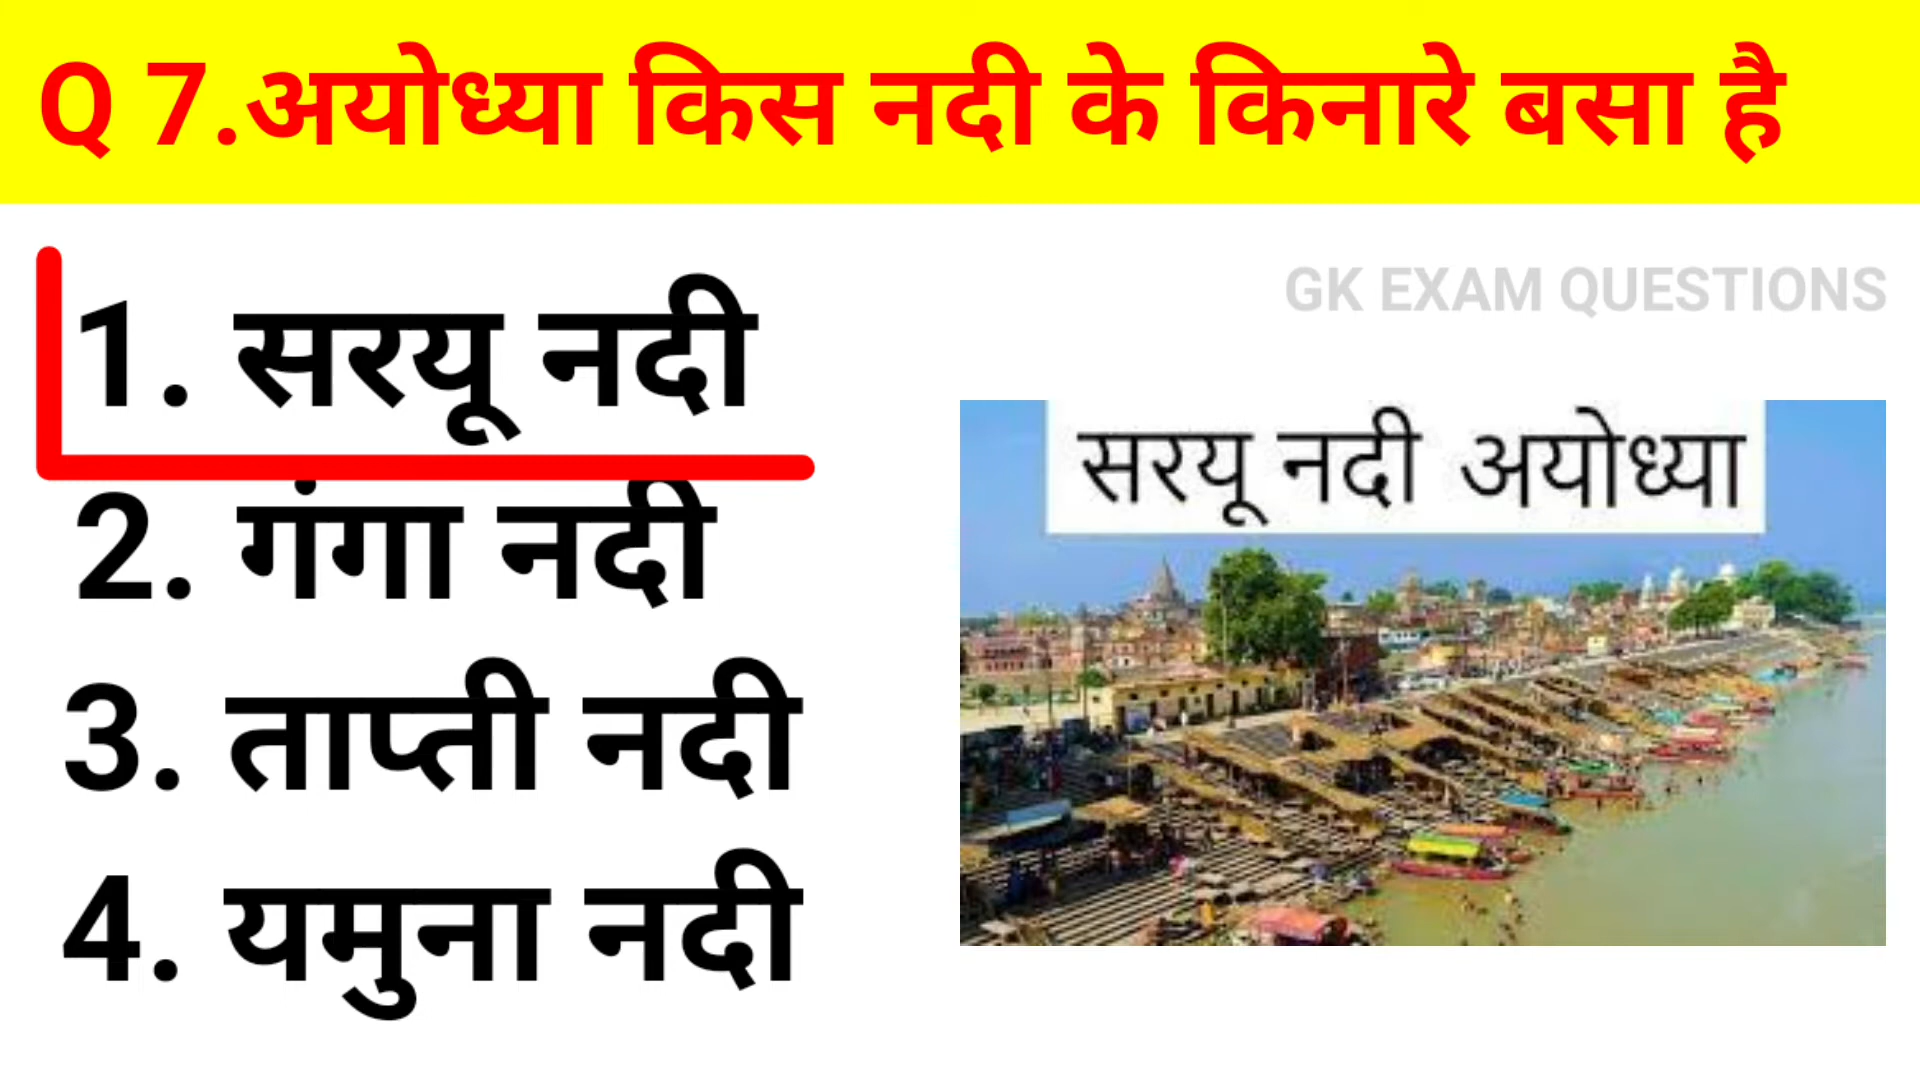 Q 7.अयोध्या किस नदी के किनारे बसा है
1. सरयू नदी
2. गंगा नदी
3. ताप्ती नदी
4. यमुना नदी
GK EXAM QUESTIONS
सरयू नदी अयोध्या